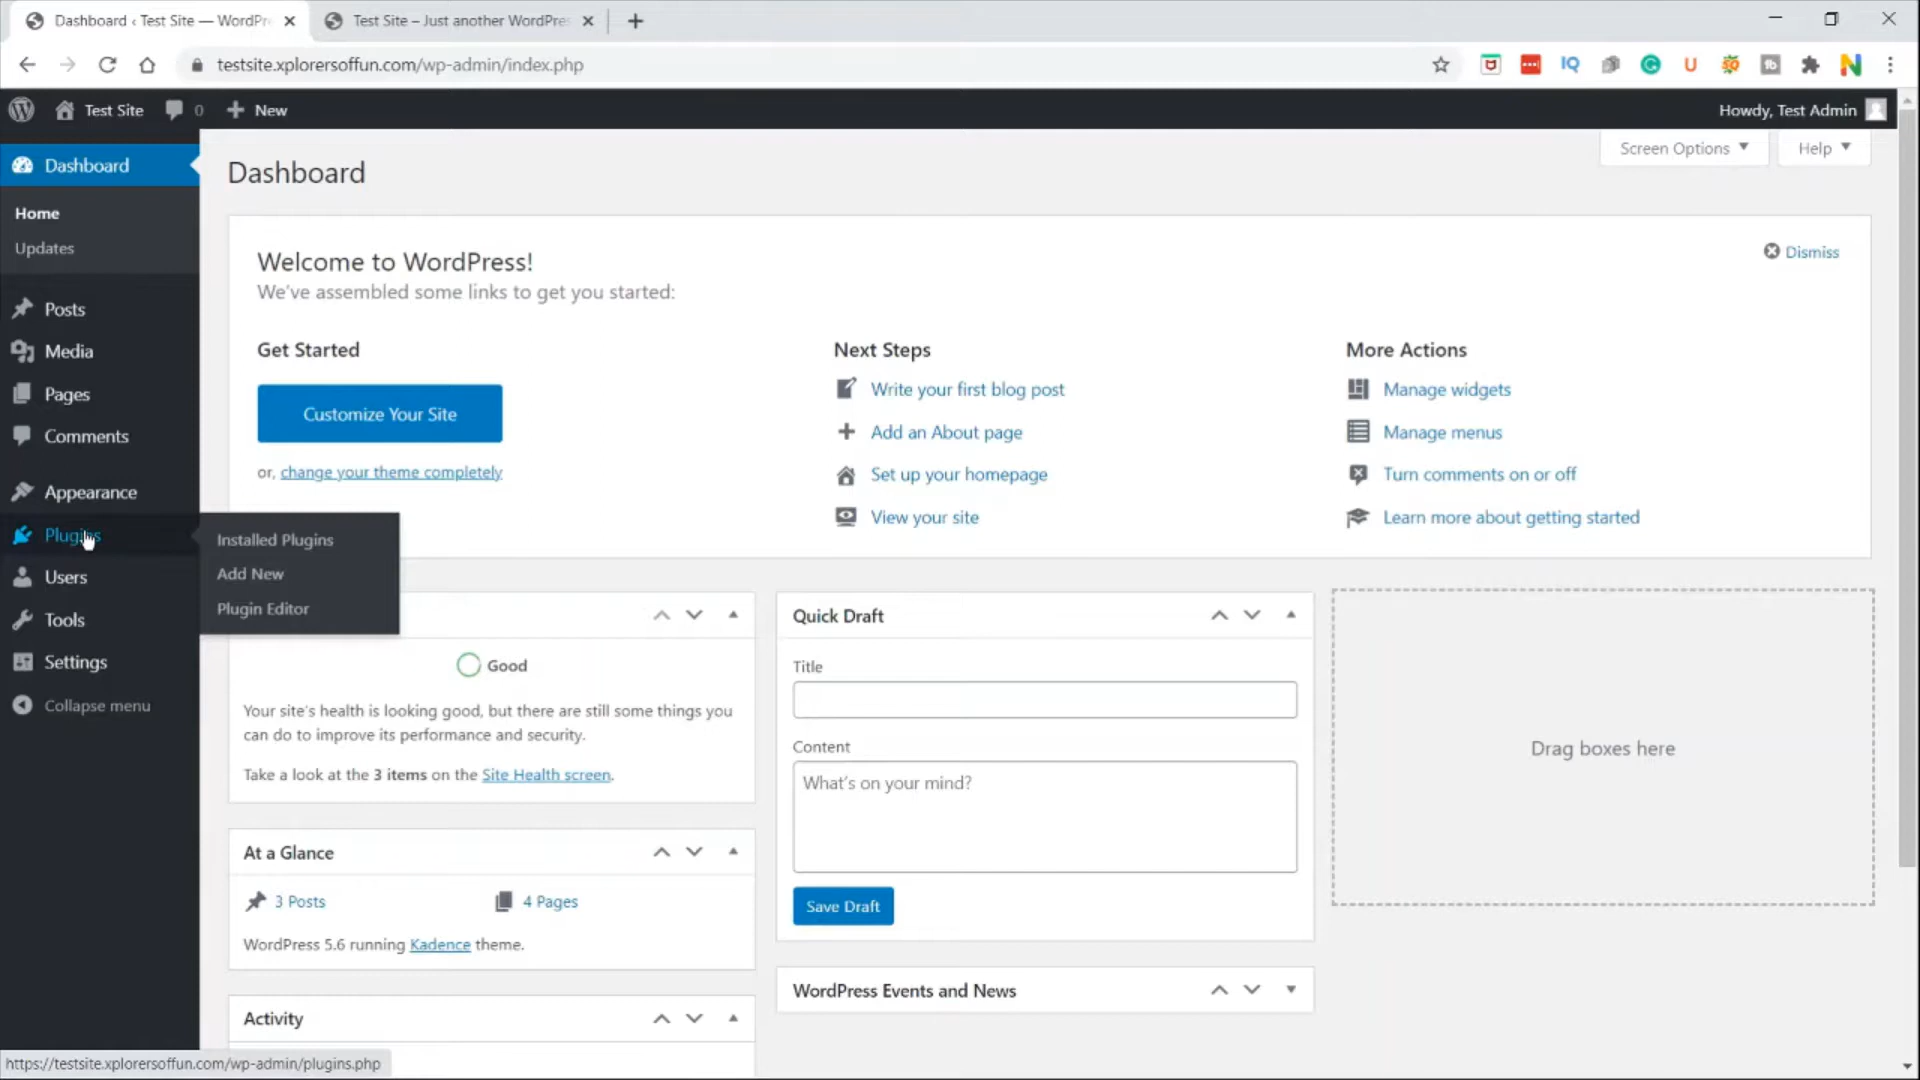 Dashboard ‹ Test Site — WordPr
Test Site – Just another WordPres
testsite.xplorersoffun.com/wp-admin/index.php
Test Site
0
New
Howdy, Test Admin
Dashboard
Home
Updates
Posts
Media
Pages
Comments
Appearance
Plugins
Users
Tools
Settings
Collapse menu
Installed Plugins
Add New
Plugin Editor
Screen Options
Help
Dashboard
Welcome to WordPress!
We've assembled some links to get you started:
Dismiss
Get Started
Customize Your Site
or, change your theme completely
Next Steps
Write your first blog post
Add an About page
Set up your homepage
View your site
More Actions
Manage widgets
Manage menus
Turn comments on or off
Learn more about getting started
Good
Your site's health is looking good, but there are still some things you
can do to improve its performance and security.
Take a look at the 3 items on the Site Health screen.
At a Glance
3 Posts
4 Pages
WordPress 5.6 running Kadence theme.
Activity
Quick Draft
Title
Content
What's on your mind?
Save Draft
WordPress Events and News
Drag boxes here
https://testsite.xplorersoffun.com/wp-admin/plugins.php